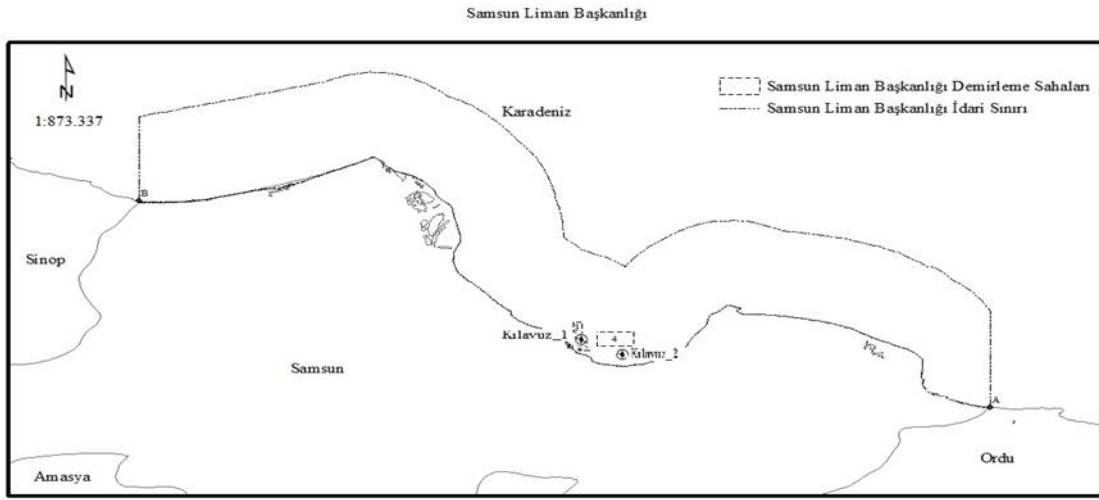 Samsun Liman Başkanlığı
N
1:873.337
Samsun Liman Başkanlığı Demirleme Sahaları
Samsun Liman Başkanlığı İdari Sınırı
Karadeniz
B
Sinop
Kılavuz_1
4
Kılavuz_2
Samsun
A
Amasya
Ordu